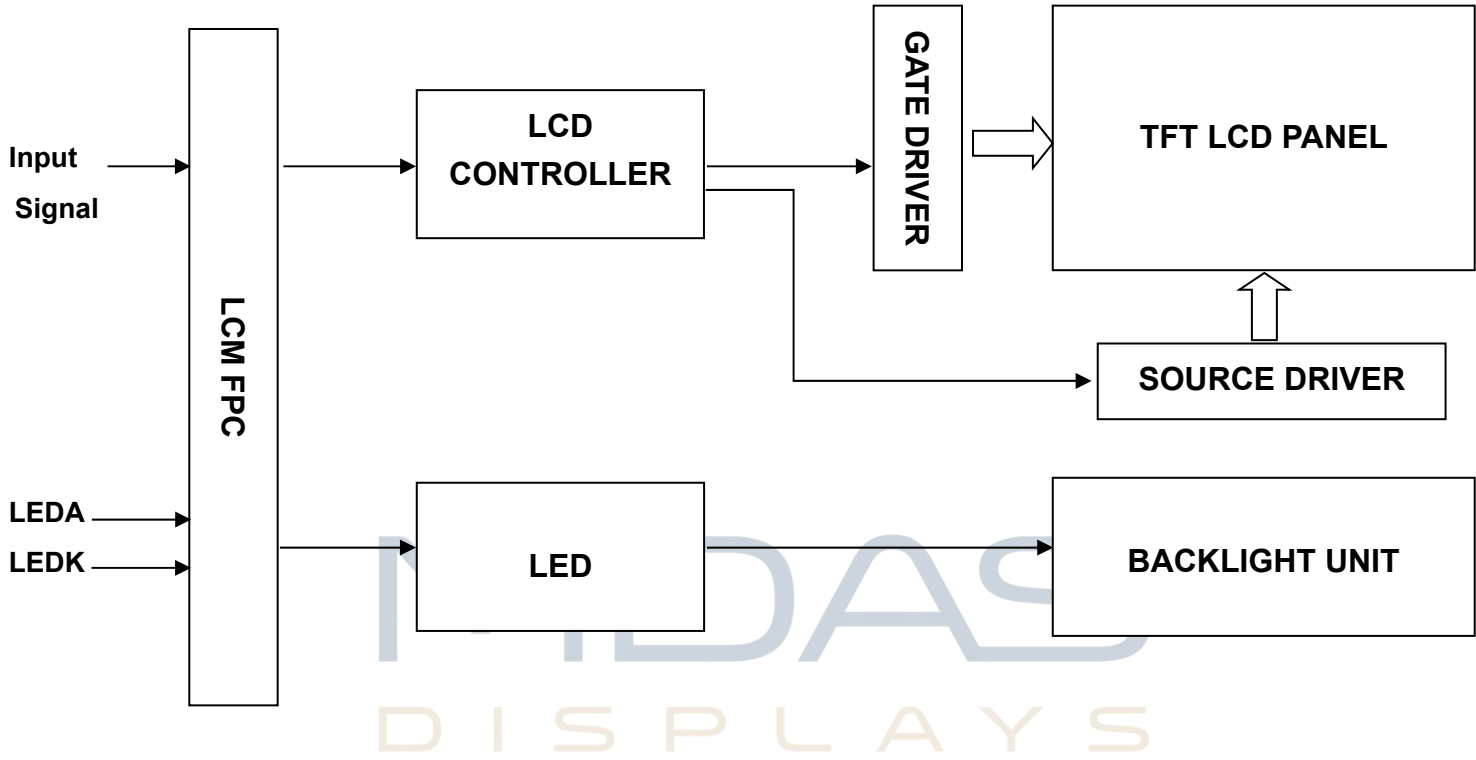 Input
Signal
LEDA
LEDK
LCM FPC
LCD
CONTROLLER
LED
GATE DRIVER
TFT LCD PANEL
SOURCE DRIVER
BACKLIGHT UNIT
MIDAS
DISPLAYS